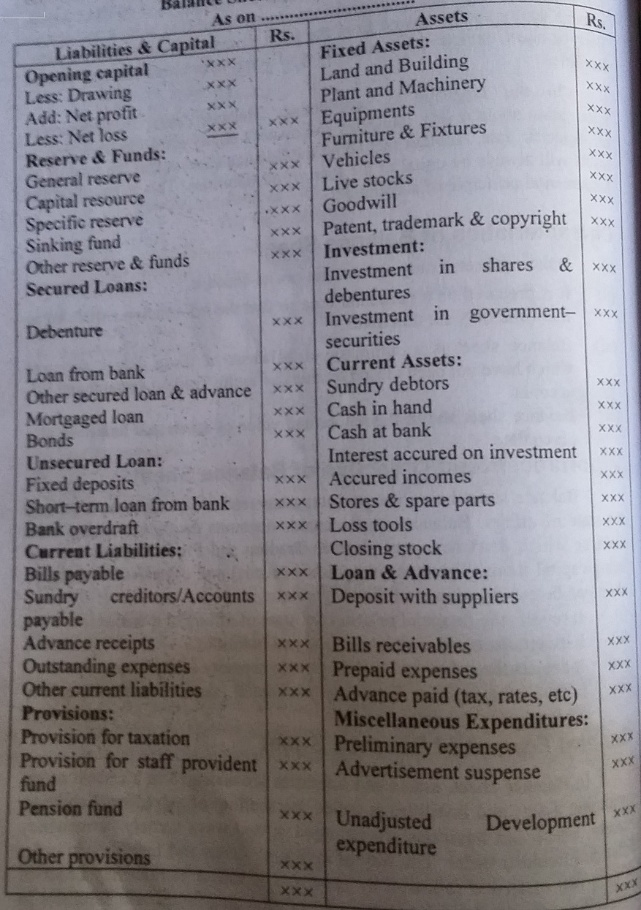 Balance
As on ....................................
Liabilities & Capital Rs.
Opening capital xxx
Less: Drawing xxx
Add: Net profit xxx
Less: Net loss xxx xxx
Reserve & Funds:
General reserve xxx
Capital resource xxx
Specific reserve xxx
Sinking fund xxx
Other reserve & funds xxx
Secured Loans:
Debenture xxx
Loan from bank xxx
Other secured loan & advance xxx
Mortgaged loan xxx
Bonds xxx
Unsecured Loan:
Fixed deposits xxx
Short–term loan from bank xxx
Bank overdraft xxx
Current Liabilities:
Bills payable xxx
Sundry creditors/Accounts xxx
payable
Advance receipts xxx
Outstanding expenses xxx
Other current liabilities xxx
Provisions:
Provision for taxation xxx
Provision for staff provident xxx
fund
Pension fund xxx
Other provisions xxx
xxx
Assets Rs.
Fixed Assets:
Land and Building xxx
Plant and Machinery xxx
Equipments xxx
Furniture & Fixtures xxx
Vehicles xxx
Live stocks xxx
Goodwill xxx
Patent, trademark & copyright xxx
Investment:
Investment in shares & xxx
debentures
Investment in government– xxx
securities
Current Assets:
Sundry debtors xxx
Cash in hand xxx
Cash at bank xxx
Interest accured on investment xxx
Accured incomes xxx
Stores & spare parts xxx
Loss tools xxx
Closing stock xxx
Loan & Advance:
Deposit with suppliers xxx
Bills receivables xxx
Prepaid expenses xxx
Advance paid (tax, rates, etc) xxx
Miscellaneous Expenditures:
Preliminary expenses xxx
Advertisement suspense xxx
Unadjusted Development xxx
expenditure
xxx